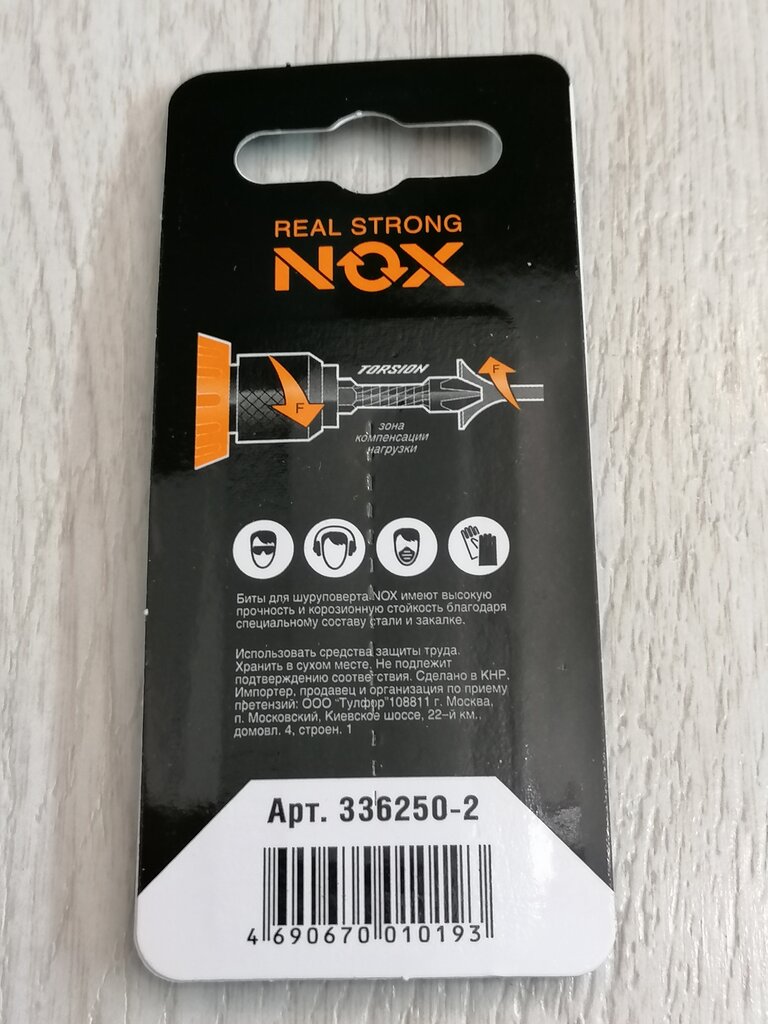 REAL STRONG
NOX
TORSION
F
F
зона
компенсации
нагрузки
Биты для шуруповерта NOX имеют высокую
прочность и корозионную стойкость благодаря
специальному составу стали и закалке.
Использовать средства защиты труда.
Хранить в сухом месте. Не подлежит
подтверждению соответствия. Сделано в КНР.
Импортер, продавец и организация по приему
претензий: ООО "Тулфор"108811 г. Москва,
п. Московский, Киевское шоссе, 22-й км.,
домовл. 4, строен. 1
Арт. 336250-2
4 690670 010193